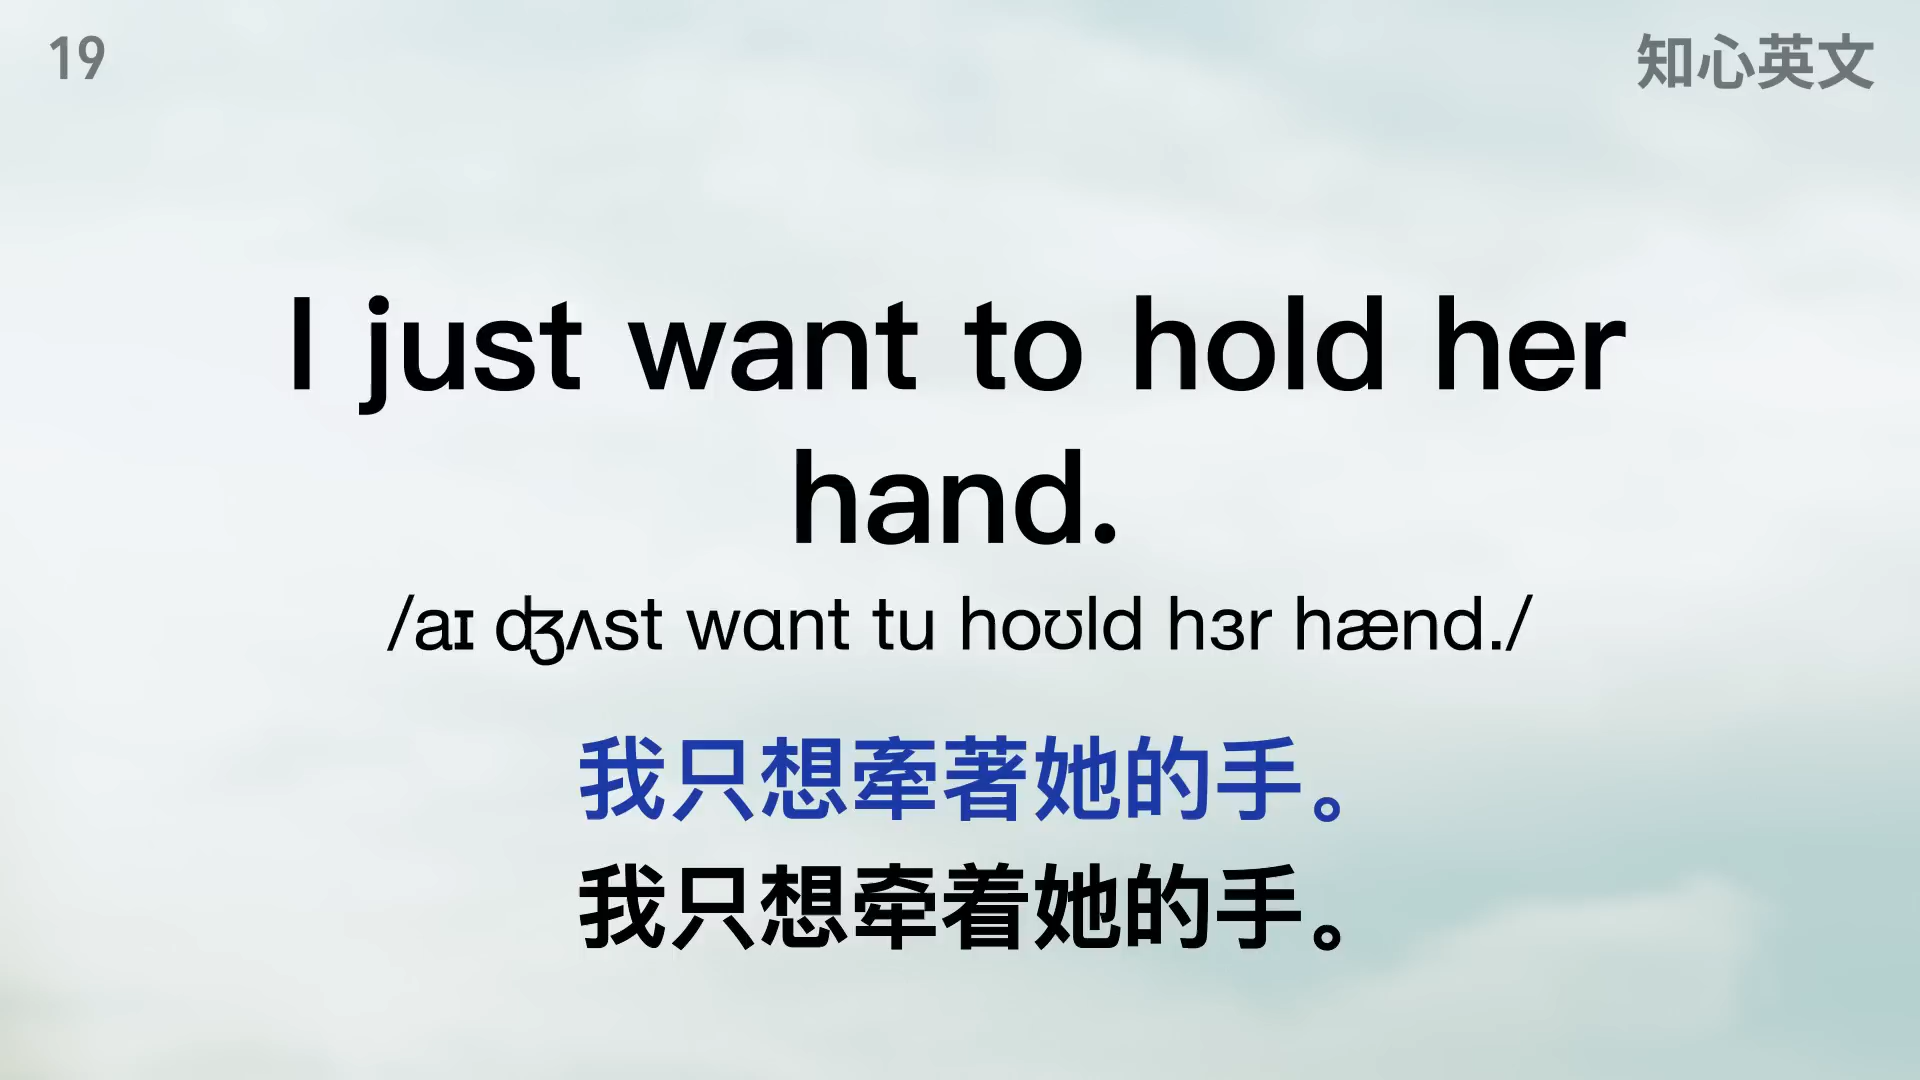 19
知心英文
I just want to hold her
hand.
/aɪ ʤʌst wɑnt tu hoʊld hɜr hænd./
我只想牽著她的手。
我只想牵着她的手。